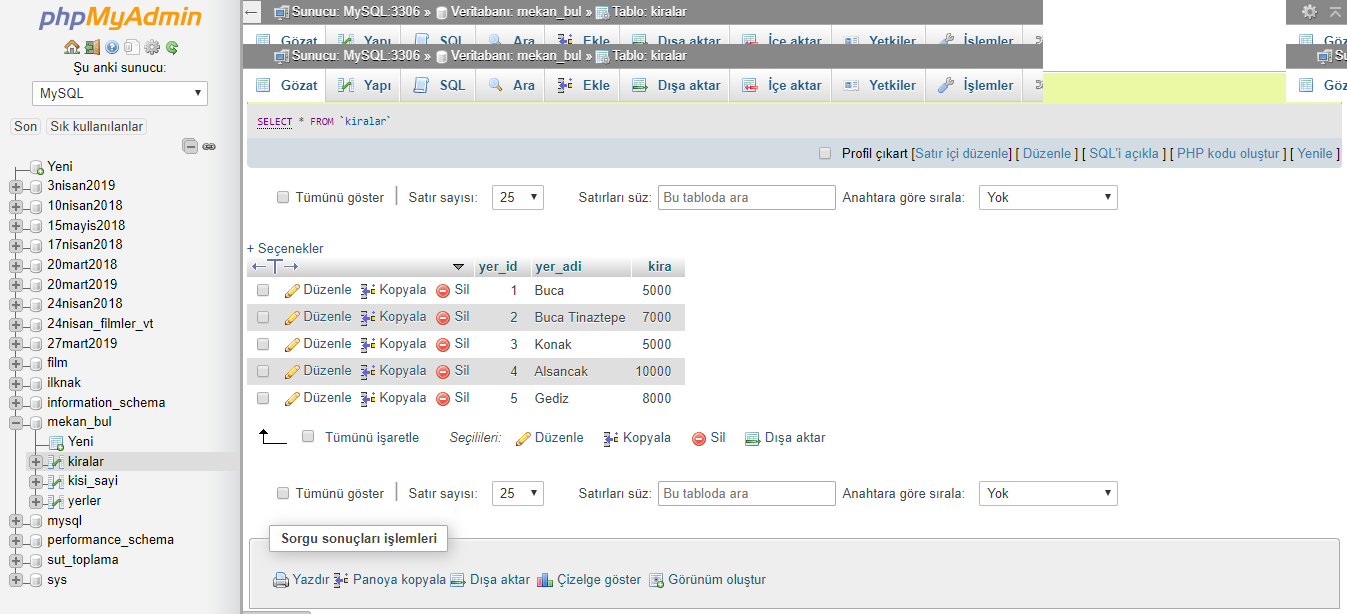 phpMyAdmin
Şu anki sunucu:
MySQL
Son Sık kullanılanlar
Yeni
3nisan2019
10nisan2018
15mayis2018
17nisan2018
20mart2018
20mart2019
24nisan2018
24nisan_filmler_vt
27mart2019
film
ilknak
information_schema
mekan_bul
Yeni
kiralar
kisi_sayi
yerler
mysql
performance_schema
sut_toplama
sys
Sunucu: MySQL:3306 » Veritabanı: mekan_bul » Tablo: kiralar
Gözat Yapı SQL Ara Ekle Dışa aktar İçe aktar Yetkiler İşlemler Göz
Sunucu: MySQL:3306 » Veritabanı: mekan_bul » Tablo: kiralar Su
Gözat Yapı SQL Ara Ekle Dışa aktar İçe aktar Yetkiler İşlemler Göz
SELECT * FROM `kiralar`
Profil çıkart [Satır içi düzenle] [ Düzenle ] [ SQL'i açıkla ] [ PHP kodu oluştur ] [ Yenile ]
Tümünü göster Satır sayısı: 25 Satırları süz: Bu tabloda ara Anahtara göre sırala: Yok
+ Seçenekler
←T→ yer_id yer_adi kira
Düzenle Kopyala Sil 1 Buca 5000
Düzenle Kopyala Sil 2 Buca Tinaztepe 7000
Düzenle Kopyala Sil 3 Konak 5000
Düzenle Kopyala Sil 4 Alsancak 10000
Düzenle Kopyala Sil 5 Gediz 8000
Tümünü işaretle Seçilileri: Düzenle Kopyala Sil Dışa aktar
Tümünü göster Satır sayısı: 25 Satırları süz: Bu tabloda ara Anahtara göre sırala: Yok
Sorgu sonuçları işlemleri
Yazdır Panoya kopyala Dışa aktar Çizelge göster Görünüm oluştur